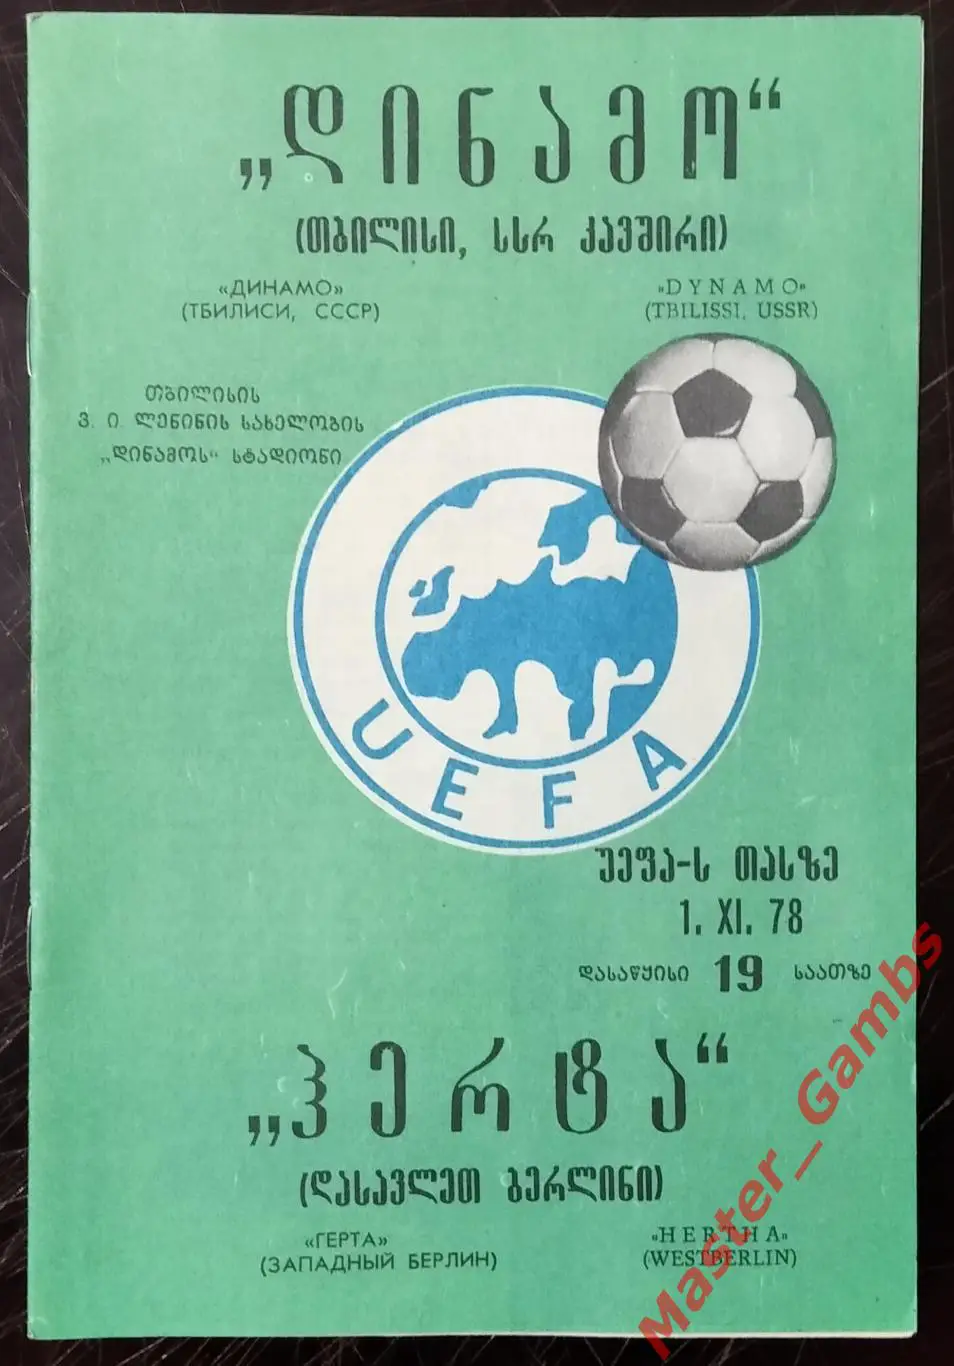 „დინამო“
(თბილისი, სსრ კავშირი)
«ДИНАМО»
(ТБИЛИСИ, СССР)
«DYNAMO»
(TBILISSI, USSR)
თბილისის
ვ. ი. ლენინის სახელობის
„დინამოს“ სტადიონი
UEFA
უეფა-ს თასზე
1. XI. 78
დასაწყისი 19 საათზე
„ჰერტა“
(დასავლეთ ბერლინი)
«ГЕРТА»
(ЗАПАДНЫЙ БЕРЛИН)
«HERTHA»
(WESTBERLIN)
Master_Gambs